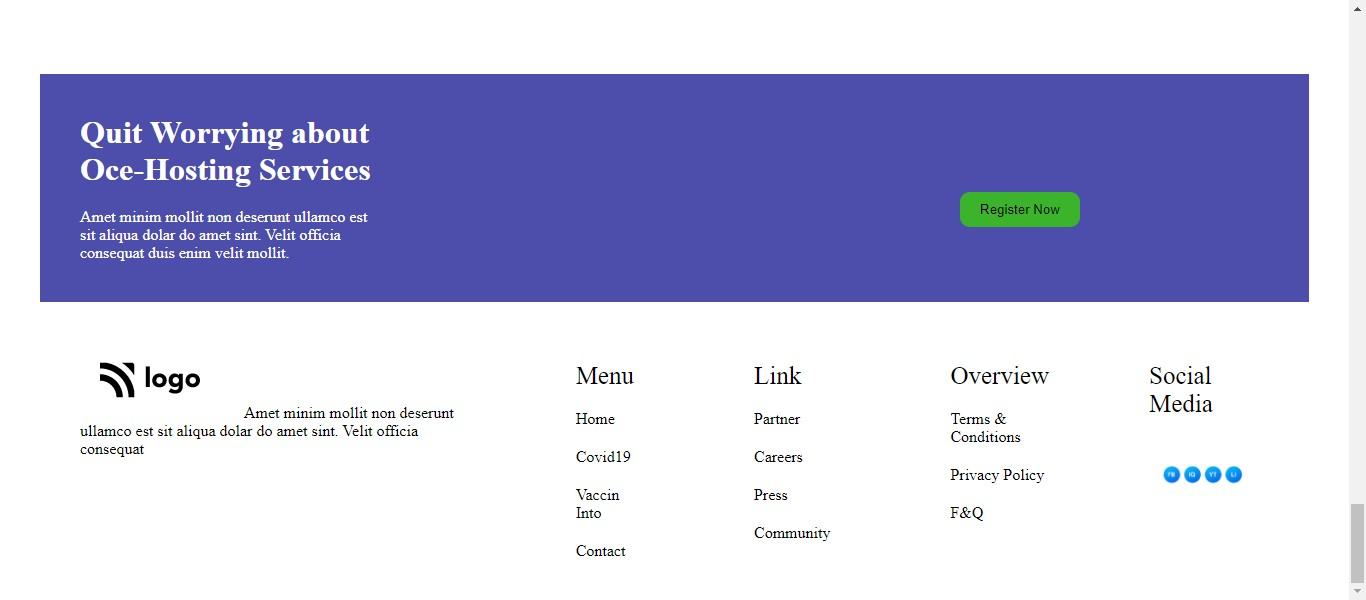 Quit Worrying about
Oce-Hosting Services
Amet minim mollit non deserunt ullamco est
sit aliqua dolar do amet sint. Velit officia
consequat duis enim velit mollit.
Register Now
logo
Amet minim mollit non deserunt
ullamco est sit aliqua dolar do amet sint. Velit officia
consequat
Menu
Home
Covid19
Vaccin
Into
Contact
Link
Partner
Careers
Press
Community
Overview
Terms &
Conditions
Privacy Policy
F&Q
Social
Media
FB IG YT LI